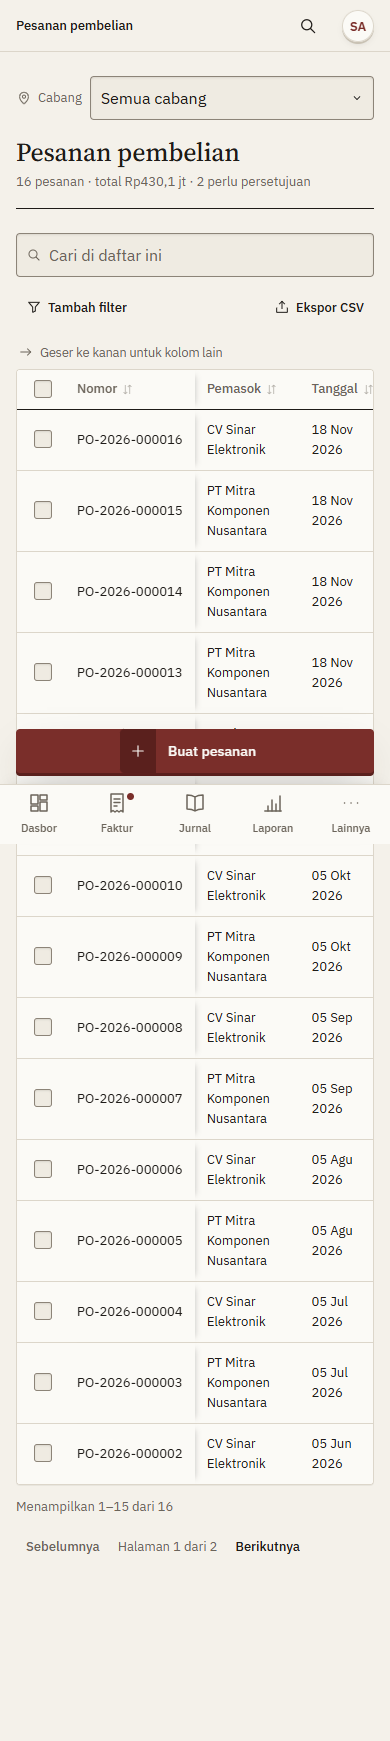 Pesanan pembelian
SA
Cabang
Semua cabang
Pesanan pembelian
16 pesanan · total Rp430,1 jt · 2 perlu persetujuan
Cari di daftar ini
Tambah filter
Ekspor CSV
Geser ke kanan untuk kolom lain
Nomor Pemasok Tanggal
PO-2026-000016
CV Sinar
Elektronik
18 Nov
2026
PO-2026-000015
PT Mitra
Komponen
Nusantara
18 Nov
2026
PO-2026-000014
PT Mitra
Komponen
Nusantara
18 Nov
2026
PO-2026-000013
PT Mitra
Komponen
Nusantara
18 Nov
2026
Buat pesanan
Dasbor
Faktur
Jurnal
Laporan
Lainnya
PO-2026-000010
CV Sinar
Elektronik
05 Okt
2026
PO-2026-000009
PT Mitra
Komponen
Nusantara
05 Okt
2026
PO-2026-000008
CV Sinar
Elektronik
05 Sep
2026
PO-2026-000007
PT Mitra
Komponen
Nusantara
05 Sep
2026
PO-2026-000006
CV Sinar
Elektronik
05 Agu
2026
PO-2026-000005
PT Mitra
Komponen
Nusantara
05 Agu
2026
PO-2026-000004
CV Sinar
Elektronik
05 Jul
2026
PO-2026-000003
PT Mitra
Komponen
Nusantara
05 Jul
2026
PO-2026-000002
CV Sinar
Elektronik
05 Jun
2026
Menampilkan 1–15 dari 16
Sebelumnya
Halaman 1 dari 2
Berikutnya